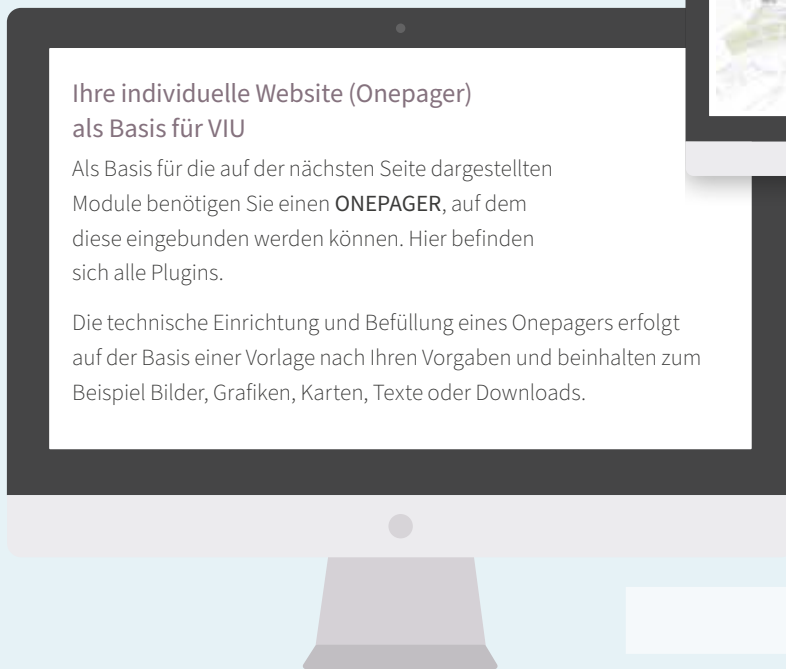 Ihre individuelle Website (Onepager)
als Basis für VIU
Als Basis für die auf der nächsten Seite dargestellten
Module benötigen Sie einen ONEPAGER, auf dem
diese eingebunden werden können. Hier befinden
sich alle Plugins.
Die technische Einrichtung und Befüllung eines Onepagers erfolgt
auf der Basis einer Vorlage nach Ihren Vorgaben und beinhalten zum
Beispiel Bilder, Grafiken, Karten, Texte oder Downloads.